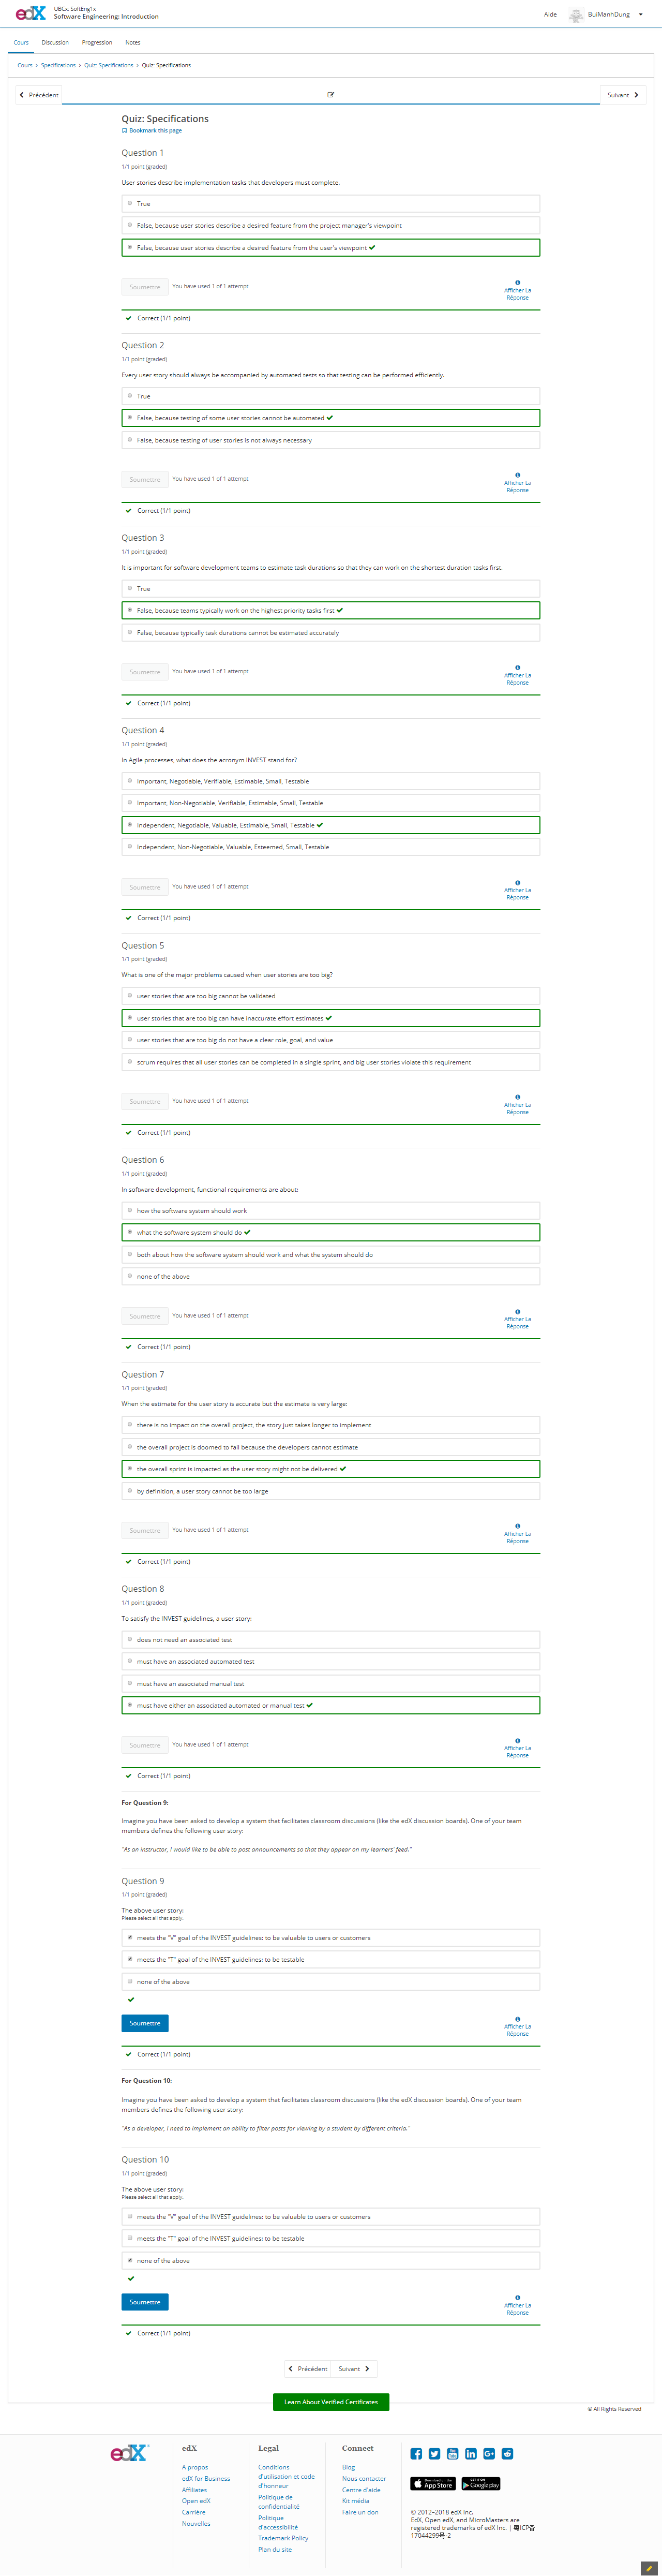 edX
UBCx: SoftEng1x
Software Engineering: Introduction
Aide
BuiManhDung
Cours
Discussion
Progression
Notes
Cours › Specifications › Quiz: Specifications › Quiz: Specifications
Précédent
Suivant
Quiz: Specifications
Bookmark this page
Question 1
1/1 point (graded)
User stories describe implementation tasks that developers must complete.
True
False, because user stories describe a desired feature from the project manager's viewpoint
False, because user stories describe a desired feature from the user's viewpoint
Soumettre
You have used 1 of 1 attempt
Afficher La
Réponse
Correct (1/1 point)
Question 2
1/1 point (graded)
Every user story should always be accompanied by automated tests so that testing can be performed efficiently.
True
False, because testing of some user stories cannot be automated
False, because testing of user stories is not always necessary
Soumettre
You have used 1 of 1 attempt
Afficher La
Réponse
Correct (1/1 point)
Question 3
1/1 point (graded)
It is important for software development teams to estimate task durations so that they can work on the shortest duration tasks first.
True
False, because teams typically work on the highest priority tasks first
False, because typically task durations cannot be estimated accurately
Soumettre
You have used 1 of 1 attempt
Afficher La
Réponse
Correct (1/1 point)
Question 4
1/1 point (graded)
In Agile processes, what does the acronym INVEST stand for?
Important, Negotiable, Verifiable, Estimable, Small, Testable
Important, Non-Negotiable, Verifiable, Estimable, Small, Testable
Independent, Negotiable, Valuable, Estimable, Small, Testable
Independent, Non-Negotiable, Valuable, Esteemed, Small, Testable
Soumettre
You have used 1 of 1 attempt
Afficher La
Réponse
Correct (1/1 point)
Question 5
1/1 point (graded)
What is one of the major problems caused when user stories are too big?
user stories that are too big cannot be validated
user stories that are too big can have inaccurate effort estimates
user stories that are too big do not have a clear role, goal, and value
scrum requires that all user stories can be completed in a single sprint, and big user stories violate this requirement
Soumettre
You have used 1 of 1 attempt
Afficher La
Réponse
Correct (1/1 point)
Question 6
1/1 point (graded)
In software development, functional requirements are about:
how the software system should work
what the software system should do
both about how the software system should work and what the system should do
none of the above
Soumettre
You have used 1 of 1 attempt
Afficher La
Réponse
Correct (1/1 point)
Question 7
1/1 point (graded)
When the estimate for the user story is accurate but the estimate is very large:
there is no impact on the overall project, the story just takes longer to implement
the overall project is doomed to fail because the developers cannot estimate
the overall sprint is impacted as the user story might not be delivered
by definition, a user story cannot be too large
Soumettre
You have used 1 of 1 attempt
Afficher La
Réponse
Correct (1/1 point)
Question 8
1/1 point (graded)
To satisfy the INVEST guidelines, a user story:
does not need an associated test
must have an associated automated test
must have an associated manual test
must have either an associated automated or manual test
Soumettre
You have used 1 of 1 attempt
Afficher La
Réponse
Correct (1/1 point)
For Question 9:
Imagine you have been asked to develop a system that facilitates classroom discussions (like the edX discussion boards). One of your team
members defines the following user story:
"As an instructor, I would like to be able to post announcements so that they appear on my learners' feed."
Question 9
1/1 point (graded)
The above user story:
Please select all that apply.
meets the "V" goal of the INVEST guidelines: to be valuable to users or customers
meets the "T" goal of the INVEST guidelines: to be testable
none of the above
Soumettre
Afficher La
Réponse
Correct (1/1 point)
For Question 10:
Imagine you have been asked to develop a system that facilitates classroom discussions (like the edX discussion boards). One of your team
members defines the following user story:
"As a developer, I need to implement an ability to filter posts for viewing by a student by different criteria."
Question 10
1/1 point (graded)
The above user story:
Please select all that apply.
meets the "V" goal of the INVEST guidelines: to be valuable to users or customers
meets the "T" goal of the INVEST guidelines: to be testable
none of the above
Soumettre
Afficher La
Réponse
Correct (1/1 point)
Précédent
Suivant
Learn About Verified Certificates
© All Rights Reserved
edX
edX
A propos
edX for Business
Affiliates
Open edX
Carrière
Nouvelles
Legal
Conditions
d'utilisation et code
d'honneur
Politique de
confidentialité
Politique
d'accessibilité
Trademark Policy
Plan du site
Connect
Blog
Nous contacter
Centre d'aide
Kit média
Faire un don
Download on the
App Store
GET IT ON
Google play
© 2012–2018 edX Inc.
EdX, Open edX, and MicroMasters are
registered trademarks of edX Inc. | 粤ICP备
17044299号-2